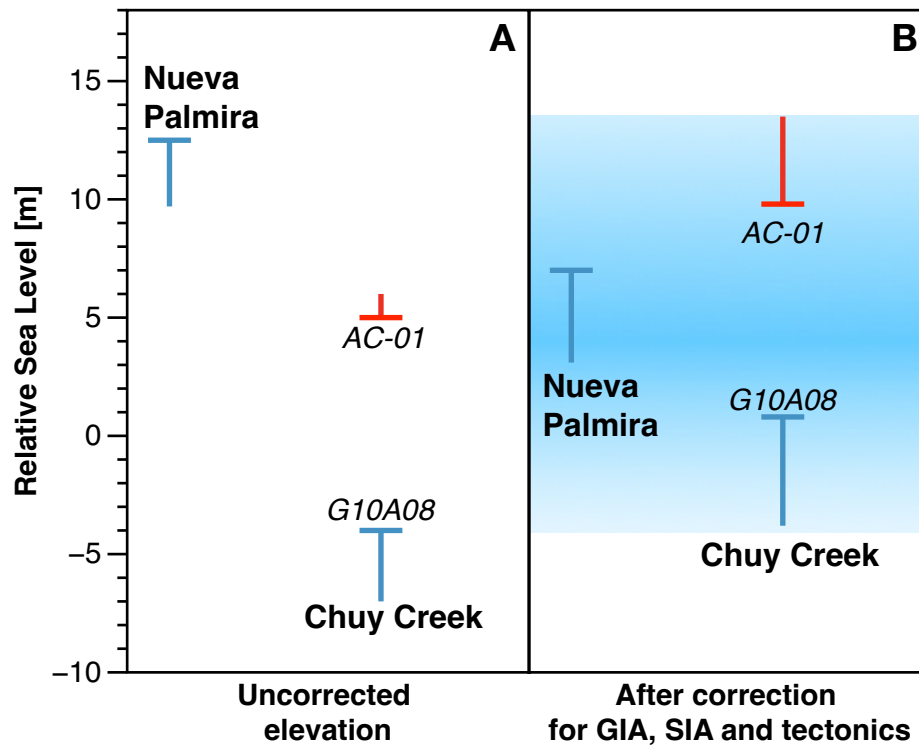 A
B
Nueva
Palmira
AC-01
G10A08
Chuy Creek
AC-01
Nueva
Palmira
G10A08
Chuy Creek
Relative Sea Level [m]
15
10
5
0
−5
−10
Uncorrected
elevation
After correction
for GIA, SIA and tectonics